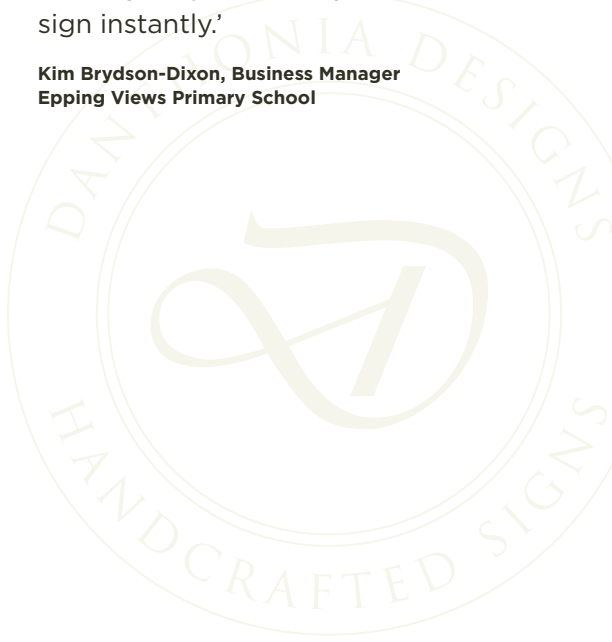 sign instantly.’
Kim Brydson-Dixon, Business Manager
Epping Views Primary School
DANTHONIA DESIGNS
HANDCRAFTED SIGNS